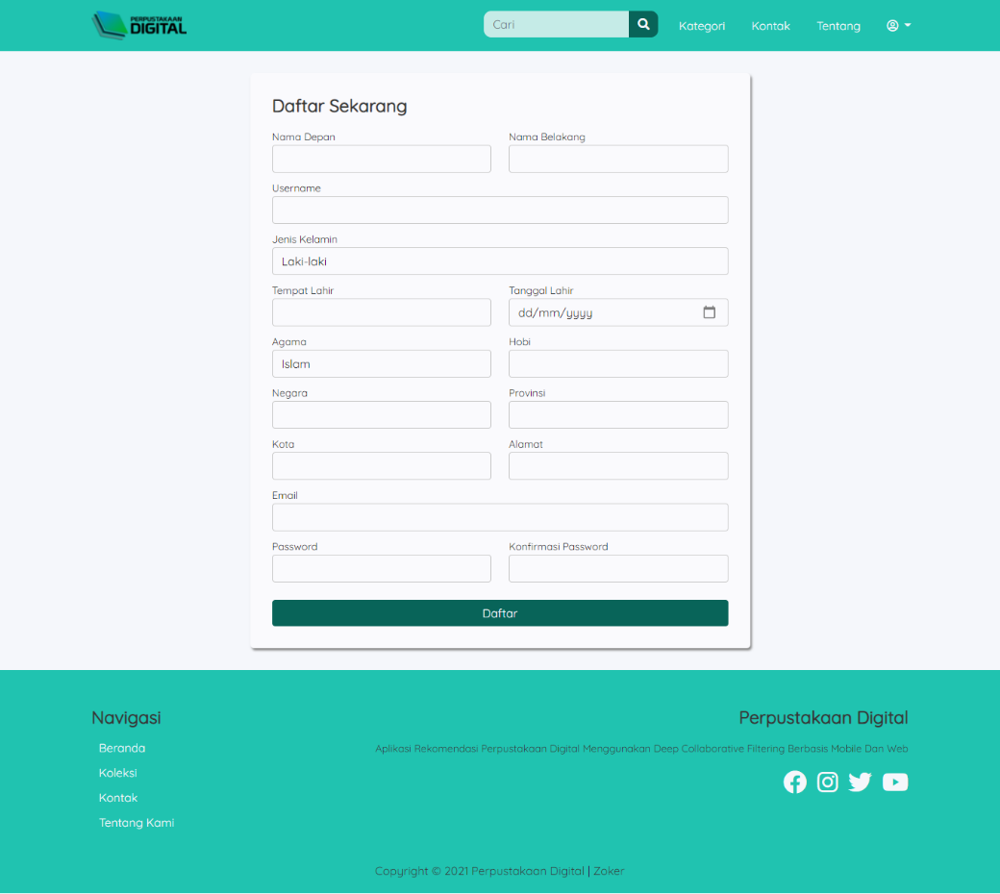 PERPUSTAKAAN
DIGITAL
Cari
Kategori
Kontak
Tentang
Daftar Sekarang
Nama Depan
Nama Belakang
Username
Jenis Kelamin
Laki-laki
Tempat Lahir
Tanggal Lahir
dd/mm/yyyy
Agama
Hobi
Islam
Negara
Provinsi
Kota
Alamat
Email
Password
Konfirmasi Password
Daftar
Navigasi
Beranda
Koleksi
Kontak
Tentang Kami
Perpustakaan Digital
Aplikasi Rekomendasi Perpustakaan Digital Menggunakan Deep Collaborative Filtering Berbasis Mobile Dan Web
Copyright © 2021 Perpustakaan Digital | Zoker